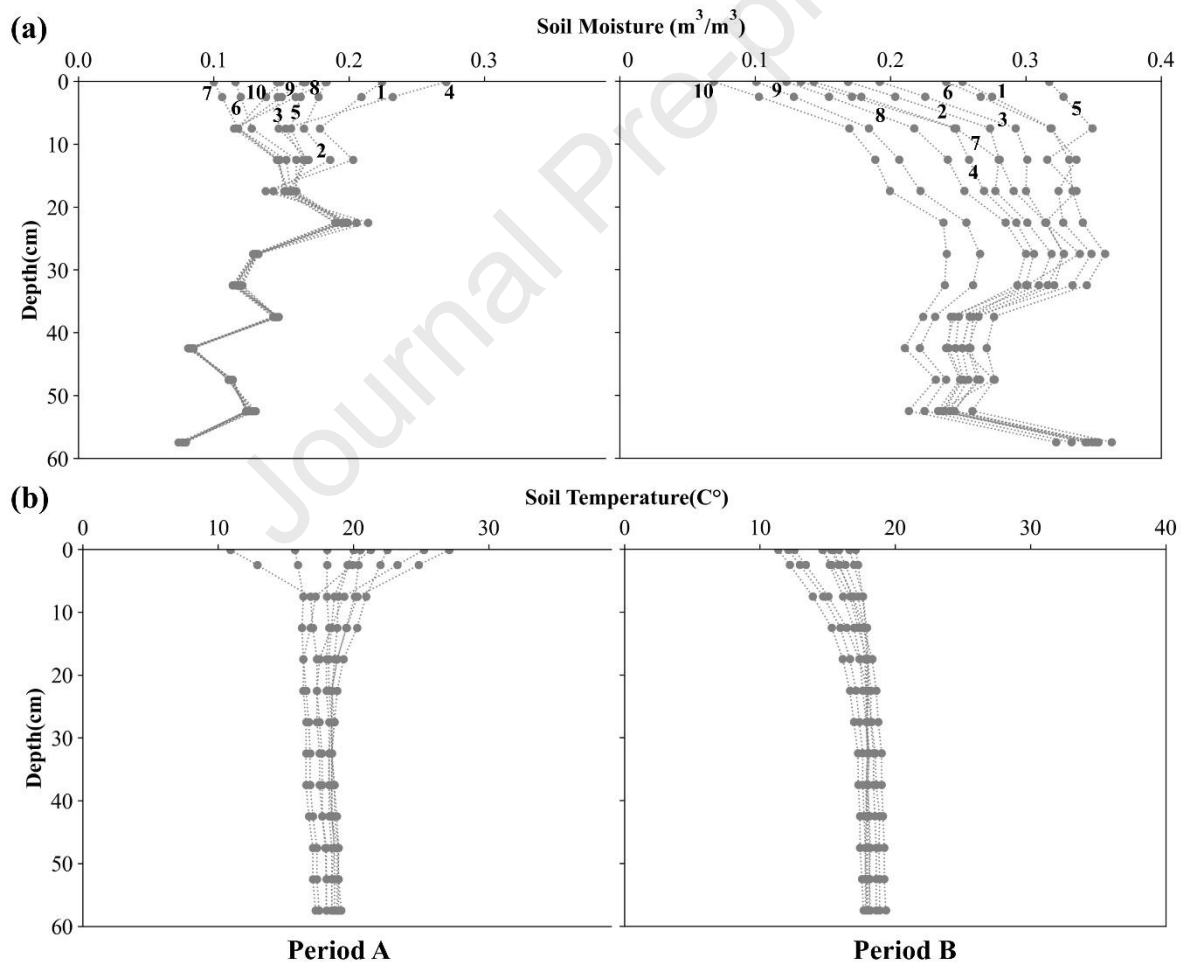 (a)
Soil Moisture (m³/m³)
0.0 0.1 0.2 0.3 0.1 0.2 0.3 0.4
0
7 6 10 3 9 5 8 2 1 4
10 9 8 2 6 1 3 7 4 5
10
20
30
40
50
60
Depth(cm)
Journal Pre-p
(b)
Soil Temperature(C°)
0 10 20 30 0 10 20 30 40
0
10
20
30
40
50
60
Depth(cm)
Period A Period B